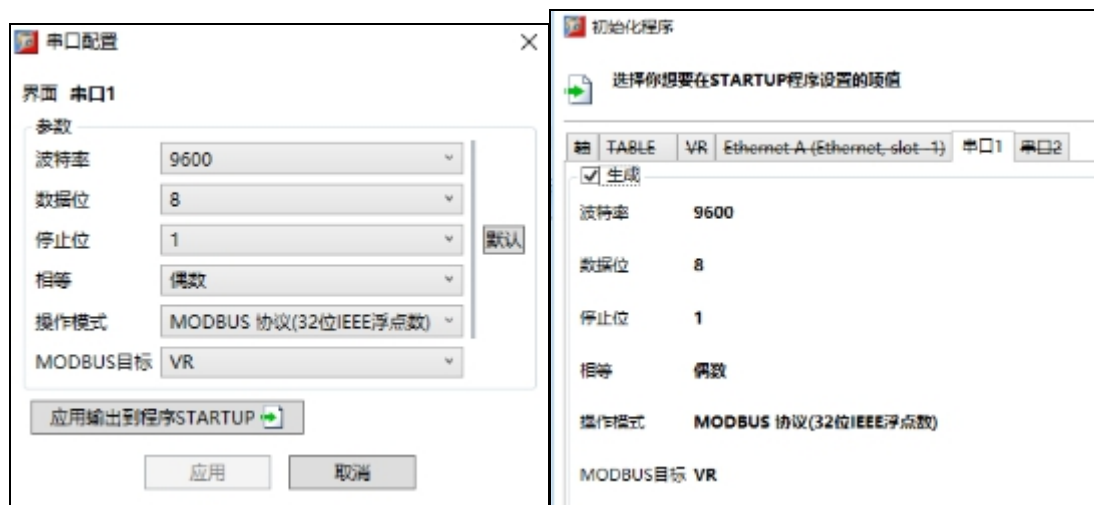 串口配置
界面 串口1
参数
波特率 9600
数据位 8
停止位 1
默认
相等 偶数
操作模式 MODBUS 协议(32位IEEE浮点数)
MODBUS目标 VR
应用输出到程序STARTUP
应用 取消
初始化程序
选择你想要在STARTUP程序设置的项值
轴 TABLE VR Ethernet A (Ethernet, slot -1) 串口1 串口2
生成
波特率 9600
数据位 8
停止位 1
相等 偶数
操作模式 MODBUS 协议(32位IEEE浮点数)
MODBUS目标 VR